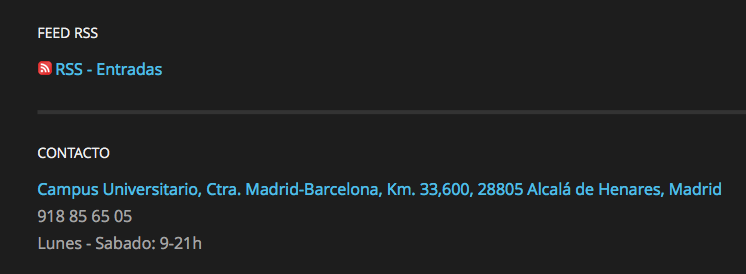 FEED RSS
RSS - Entradas
CONTACTO
Campus Universitario, Ctra. Madrid-Barcelona, Km. 33,600, 28805 Alcalá de Henares, Madrid
918 85 65 05
Lunes - Sabado: 9-21h